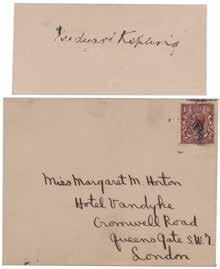 Rudyard Kipling
Miss Margaret M. Horton
Hotel Vandyke
Cromwell Road
Queens Gate S.W.7.
London